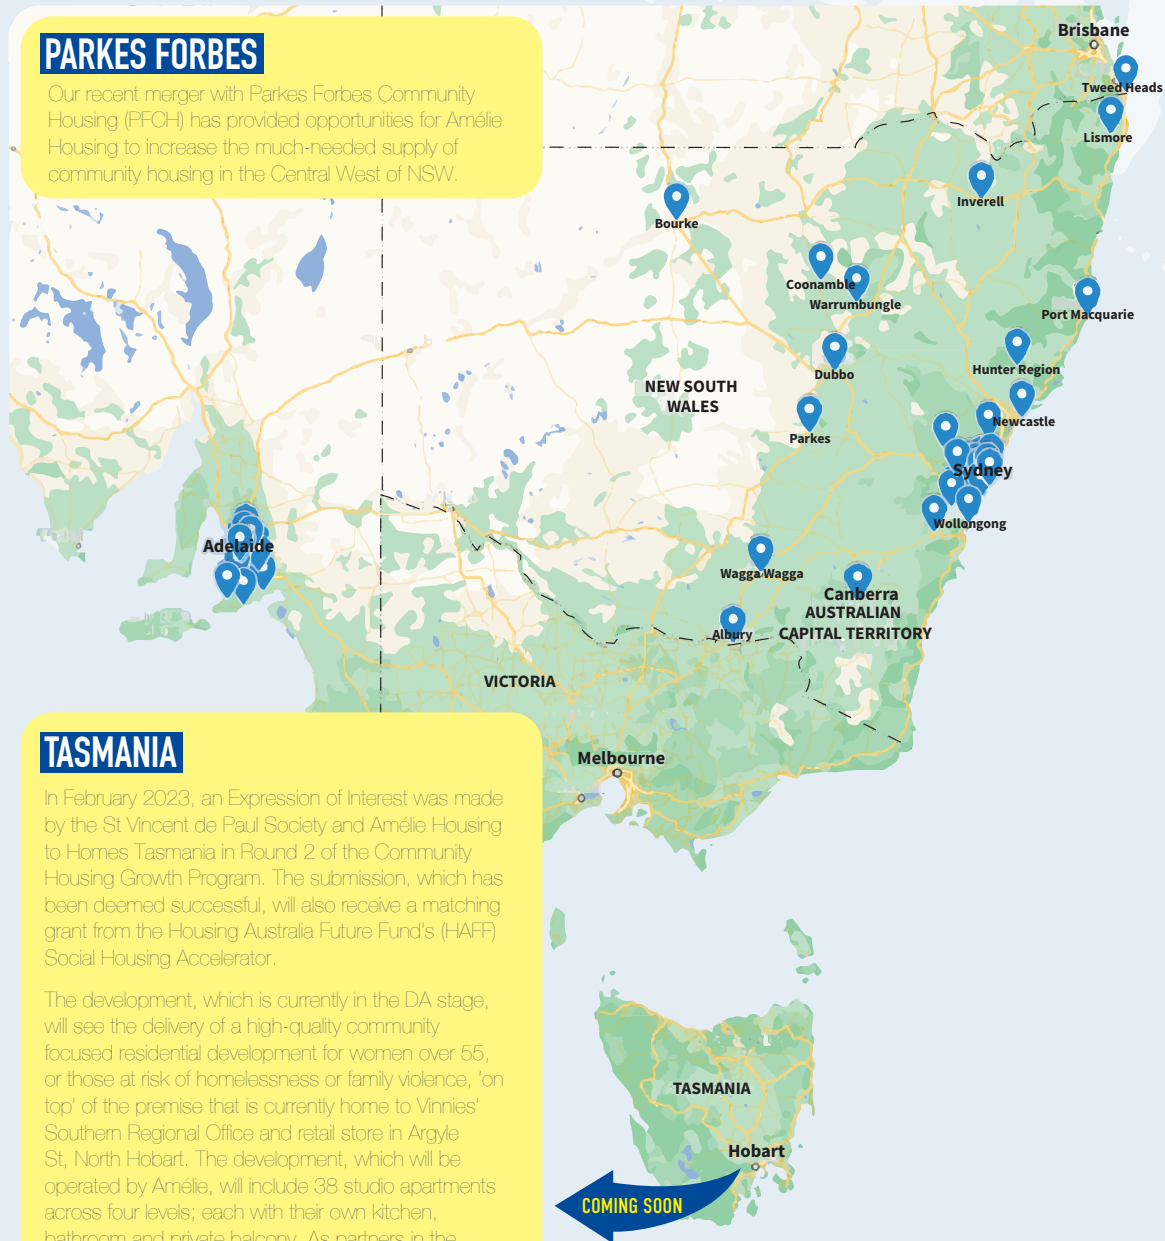 PARKES FORBES
Our recent merger with Parkes Forbes Community
Housing (PFCH) has provided opportunities for Amélie
Housing to increase the much-needed supply of
community housing in the Central West of NSW.
Brisbane
Tweed Heads
Lismore
Inverell
Bourke
Coonamble
Warrumbungle
Port Macquarie
Hunter Region
Dubbo
NEW SOUTH
WALES
Newcastle
Parkes
Sydney
Wollongong
Adelaide
Wagga Wagga
Canberra
AUSTRALIAN
CAPITAL TERRITORY
Albury
VICTORIA
Melbourne
TASMANIA
In February 2023, an Expression of Interest was made
by the St Vincent de Paul Society and Amélie Housing
to Homes Tasmania in Round 2 of the Community
Housing Growth Program. The submission, which has
been deemed successful, will also receive a matching
grant from the Housing Australia Future Fund’s (HAFF)
Social Housing Accelerator.
The development, which is currently in the DA stage,
will see the delivery of a high-quality community
focused residential development for women over 55,
or those at risk of homelessness or family violence, ‘on
top’ of the premise that is currently home to Vinnies’
Southern Regional Office and retail store in Argyle
St, North Hobart. The development, which will be
operated by Amélie, will include 38 studio apartments
across four levels; each with their own kitchen,
bathroom and private balcony. As partners in the
TASMANIA
Hobart
COMING SOON